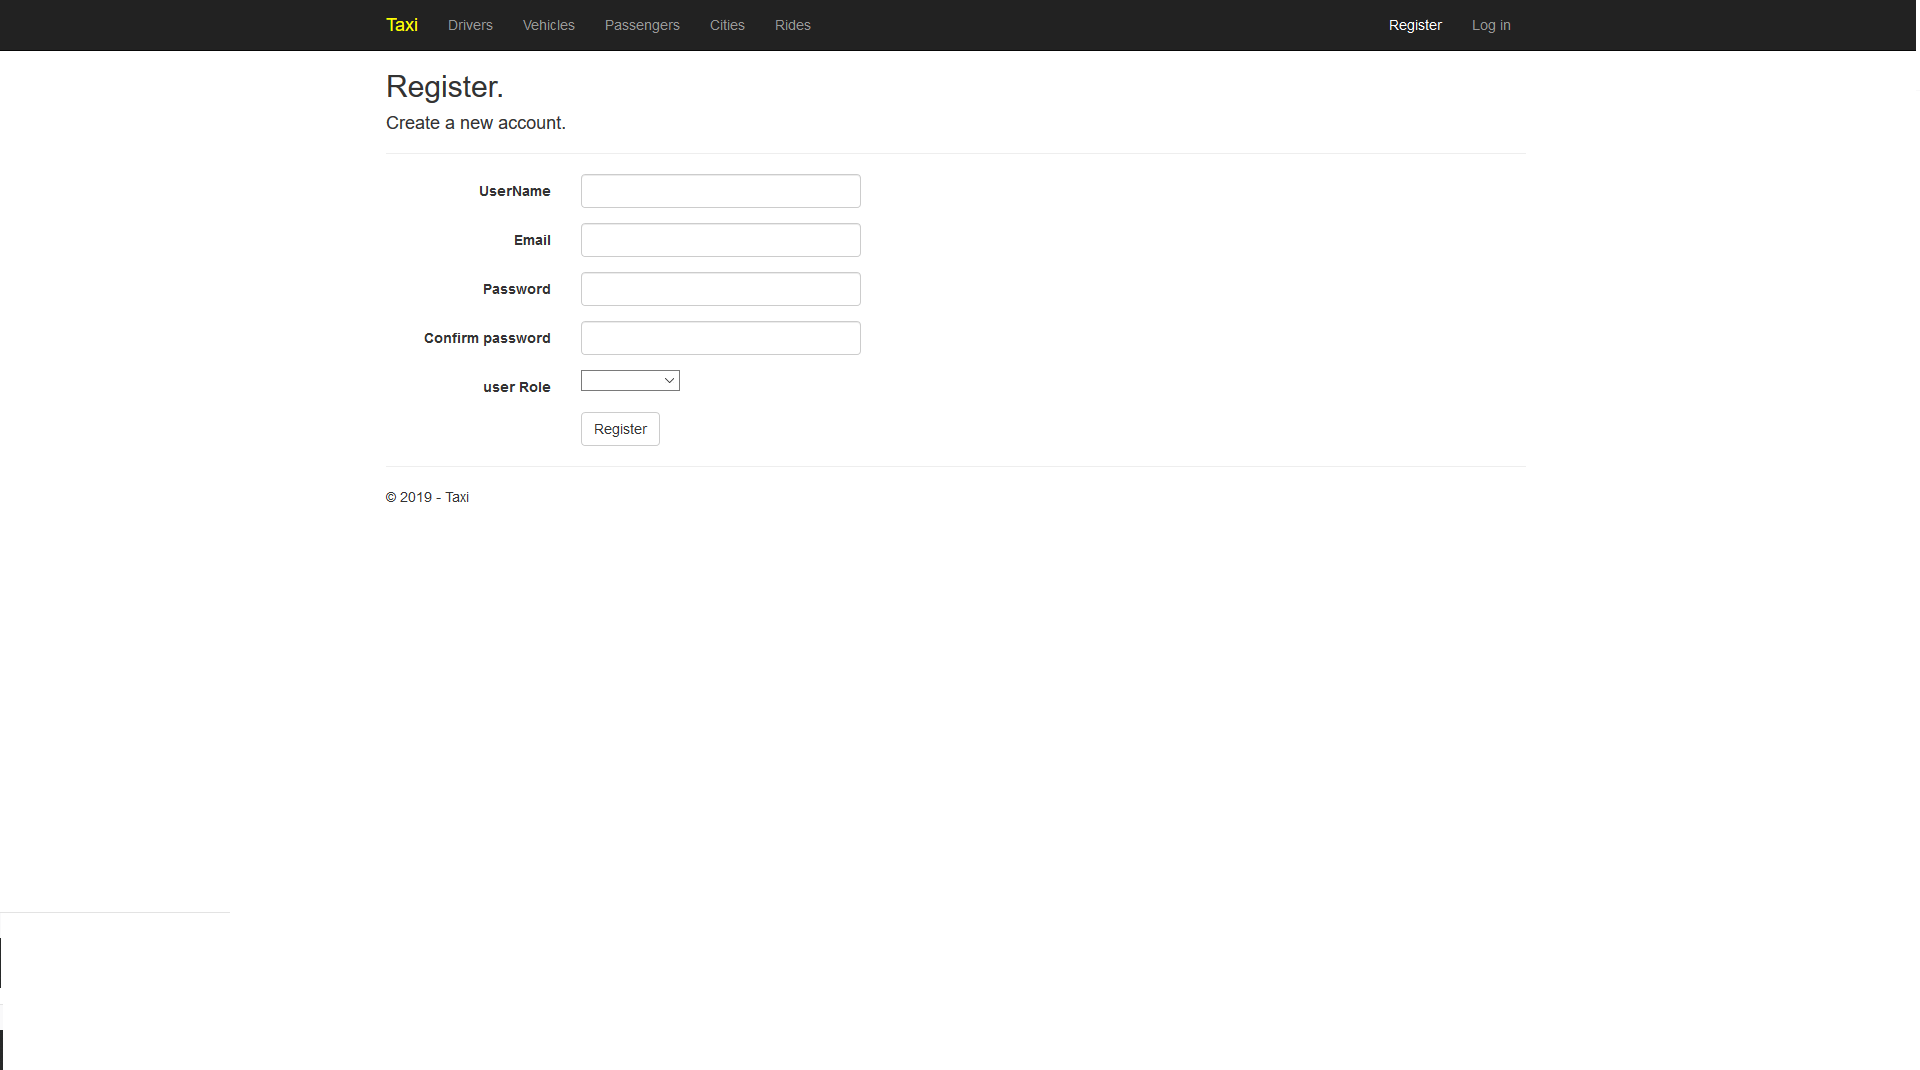 Taxi Drivers Vehicles Passengers Cities Rides Register Log in
Register.
Create a new account.
UserName
Email
Password
Confirm password
user Role
Register
© 2019 - Taxi